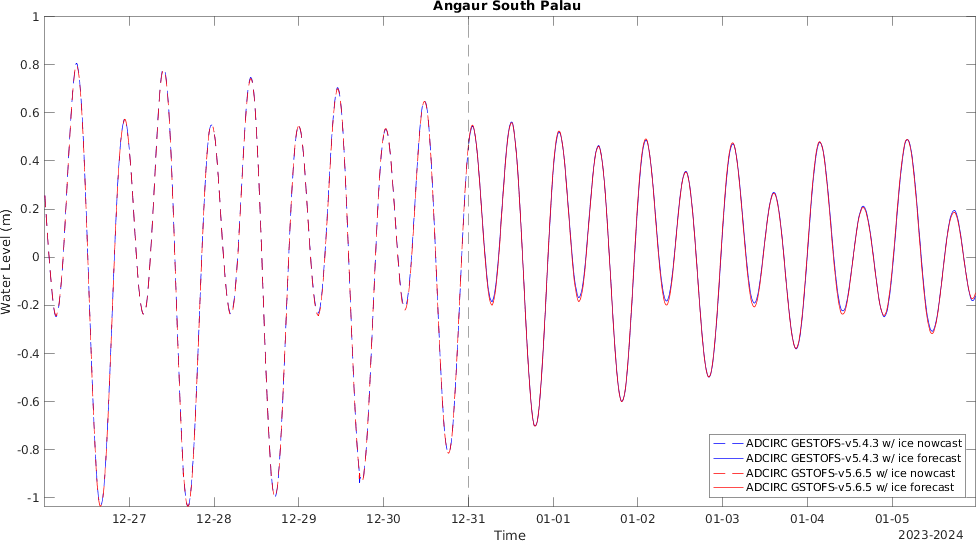 Angaur South Palau
1
0.8
0.6
0.4
0.2
0
-0.2
-0.4
-0.6
-0.8
-1
Water Level (m)
12-27 12-28 12-29 12-30 12-31 01-01 01-02 01-03 01-04 01-05
Time
2023-2024
ADCIRC GESTOFS-v5.4.3 w/ ice nowcast
ADCIRC GESTOFS-v5.4.3 w/ ice forecast
ADCIRC GSTOFS-v5.6.5 w/ ice nowcast
ADCIRC GSTOFS-v5.6.5 w/ ice forecast